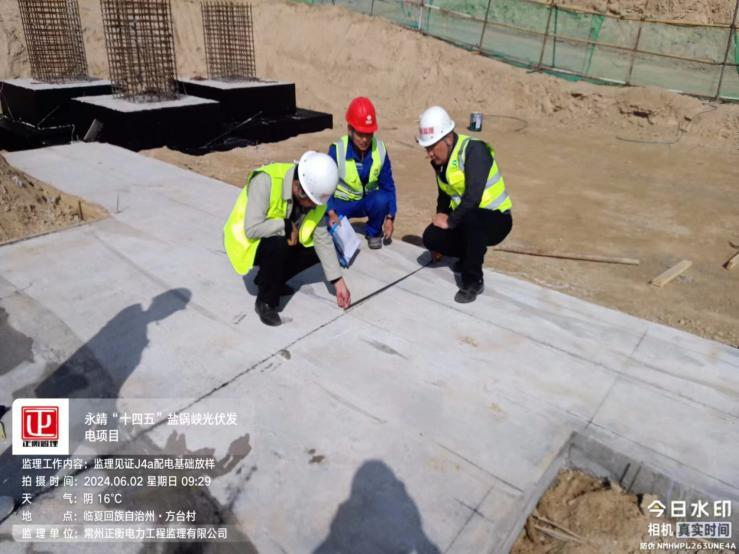 正衡管理
永靖“十四五”盐锅峡光伏发
电项目
监理工作内容：监理见证J4a配电基础放样
拍 摄 时 间：2024.06.02 星期日 09:29
天　　　气：阴 16℃
地　　　点：临夏回族自治州·方台村
监 理 单 位：常州正衡电力工程监理有限公司
今日水印
相机 真实时间
防伪 NMHWPL263UNE4A